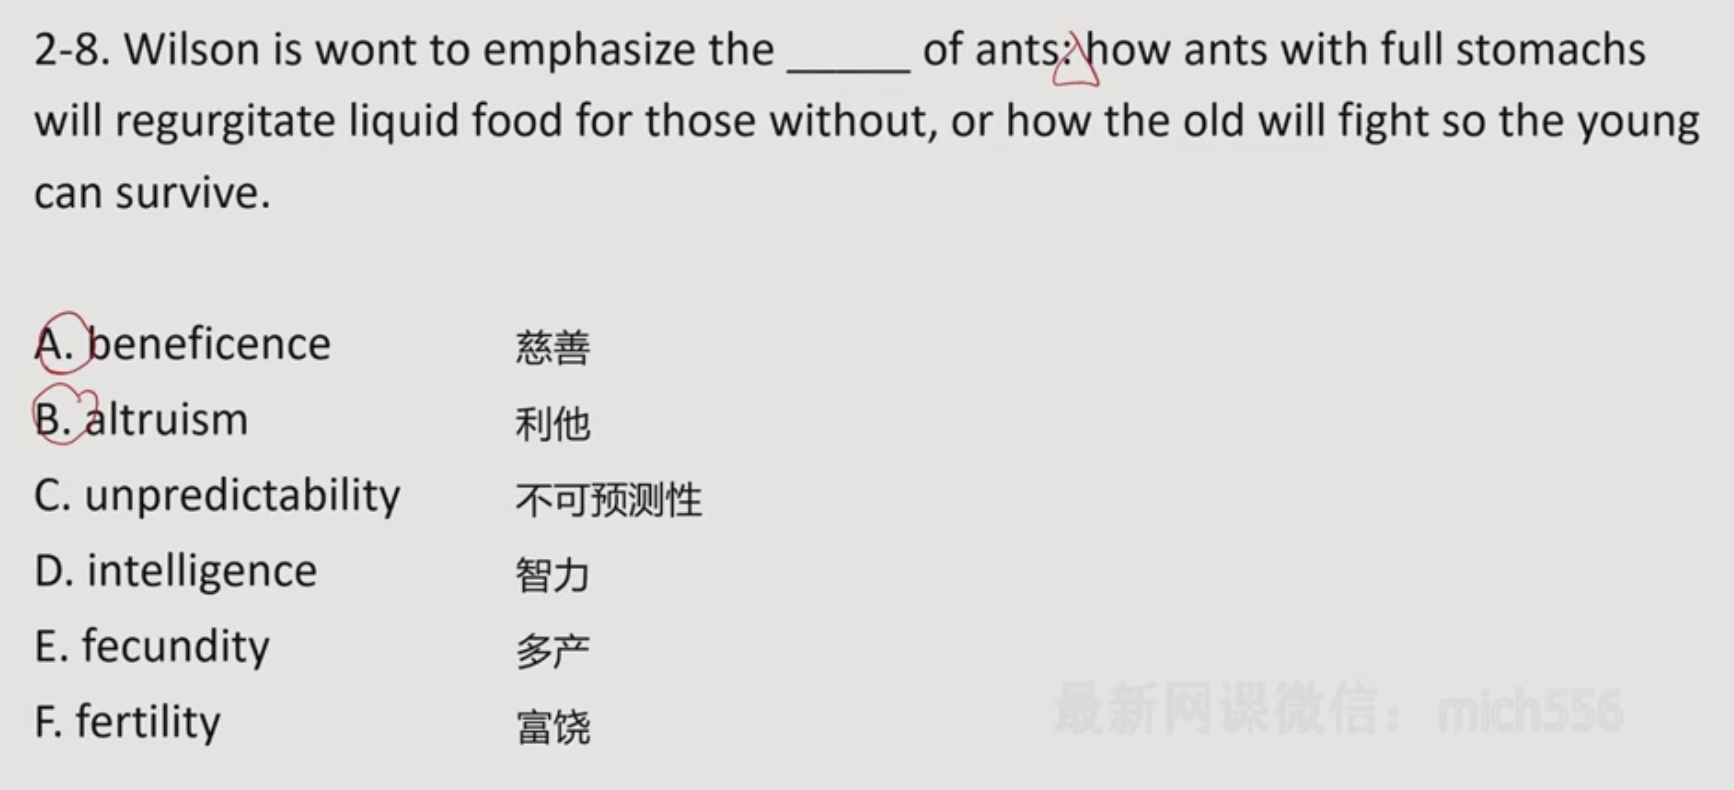 2-8. Wilson is wont to emphasize the _____ of ants: how ants with full stomachs
will regurgitate liquid food for those without, or how the old will fight so the young
can survive.
A. beneficence 慈善
B. altruism 利他
C. unpredictability 不可预测性
D. intelligence 智力
E. fecundity 多产
F. fertility 富饶
最新网课微信：mich556